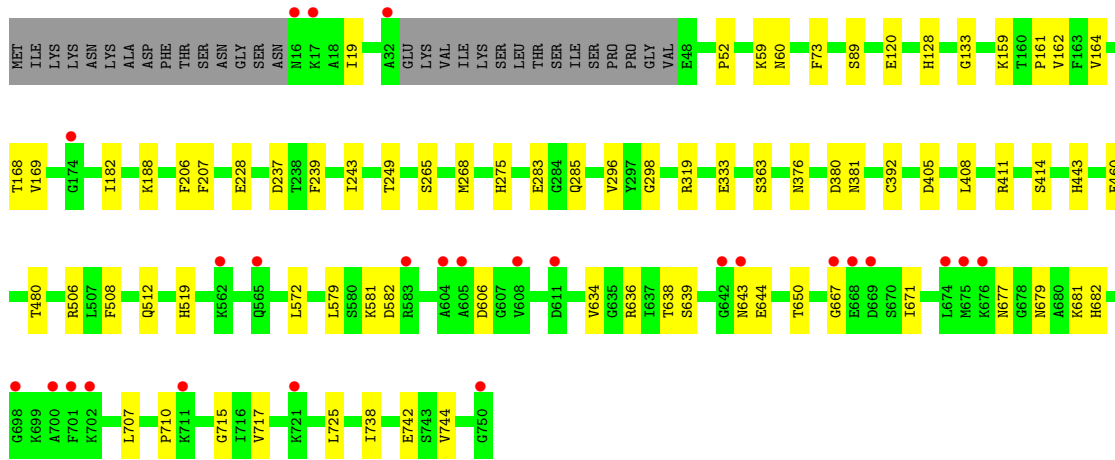 MET ILE LYS LYS ASN LYS ALA ASP PHE THR SER ASN GLY SER ASN N16 K17 A18 I19 A32 GLU LYS VAL ILE LYS SER LEU THR SER ILE SER PRO PRO GLY VAL E48 P52 K59 N60 F73 S89 E120 H128 G133 K159 T160 P161 V162 F163 V164
T168 V169 G174 I182 K188 F206 F207 E228 D237 T238 F239 I243 T249 S265 M268 H275 E283 G284 Q285 V296 Y297 G298 R319 E333 S363 N376 D380 N381 C392 D405 L408 R411 S414 H443
T480 R506 L507 F508 Q512 H519 K562 Q565 L572 L579 S580 K581 D582 R583 A604 A605 D606 G607 V608 D611 V634 G635 R636 I637 T638 S639 G642 N643 E644 T650 G667 E668 D669 S670 I671 L674 M675 K676 N677 G678 N679 A680 K681 H682
G698 K699 A700 F701 K702 L707 P710 K711 G715 I716 V717 K721 L725 I738 E742 S743 V744 G750